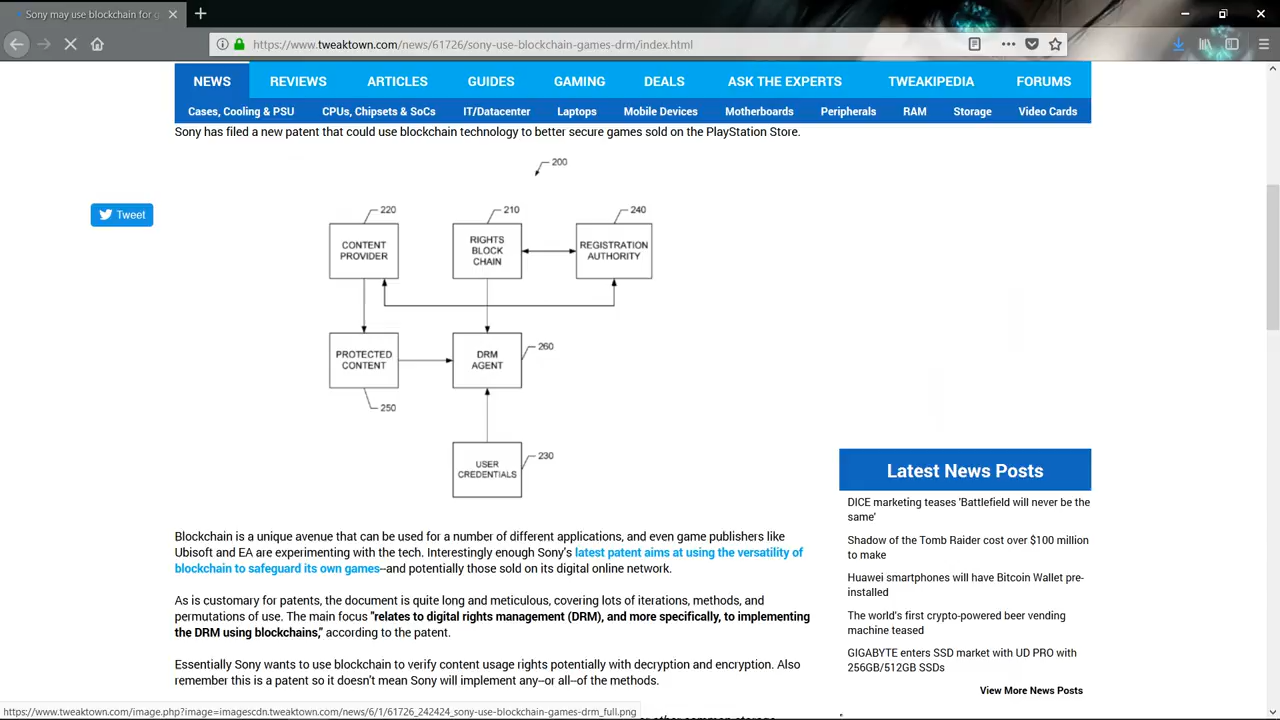 Sony may use blockchain for g
https://www.tweaktown.com/news/61726/sony-use-blockchain-games-drm/index.html
NEWS REVIEWS ARTICLES GUIDES GAMING DEALS ASK THE EXPERTS TWEAKIPEDIA FORUMS
Cases, Cooling & PSU CPUs, Chipsets & SoCs IT/Datacenter Laptops Mobile Devices Motherboards Peripherals RAM Storage Video Cards
Sony has filed a new patent that could use blockchain technology to better secure games sold on the PlayStation Store.
200
Tweet
220
210
240
CONTENT
PROVIDER
RIGHTS
BLOCK
CHAIN
REGISTRATION
AUTHORITY
PROTECTED
CONTENT
DRM
AGENT
260
250
USER
CREDENTIALS
230
Blockchain is a unique avenue that can be used for a number of different applications, and even game publishers like
Ubisoft and EA are experimenting with the tech. Interestingly enough Sony's latest patent aims at using the versatility of
blockchain to safeguard its own games--and potentially those sold on its digital online network.
As is customary for patents, the document is quite long and meticulous, covering lots of iterations, methods, and
permutations of use. The main focus "relates to digital rights management (DRM), and more specifically, to implementing
the DRM using blockchains," according to the patent.
Essentially Sony wants to use blockchain to verify content usage rights potentially with decryption and encryption. Also
remember this is a patent so it doesn't mean Sony will implement any--or all--of the methods.
Latest News Posts
DICE marketing teases 'Battlefield will never be the
same'
Shadow of the Tomb Raider cost over $100 million
to make
Huawei smartphones will have Bitcoin Wallet pre-
installed
The world's first crypto-powered beer vending
machine teased
GIGABYTE enters SSD market with UD PRO with
256GB/512GB SSDs
View More News Posts
https://www.tweaktown.com/image.php?image=imagescdn.tweaktown.com/news/6/1/61726_242424_sony-use-blockchain-games-drm_full.png